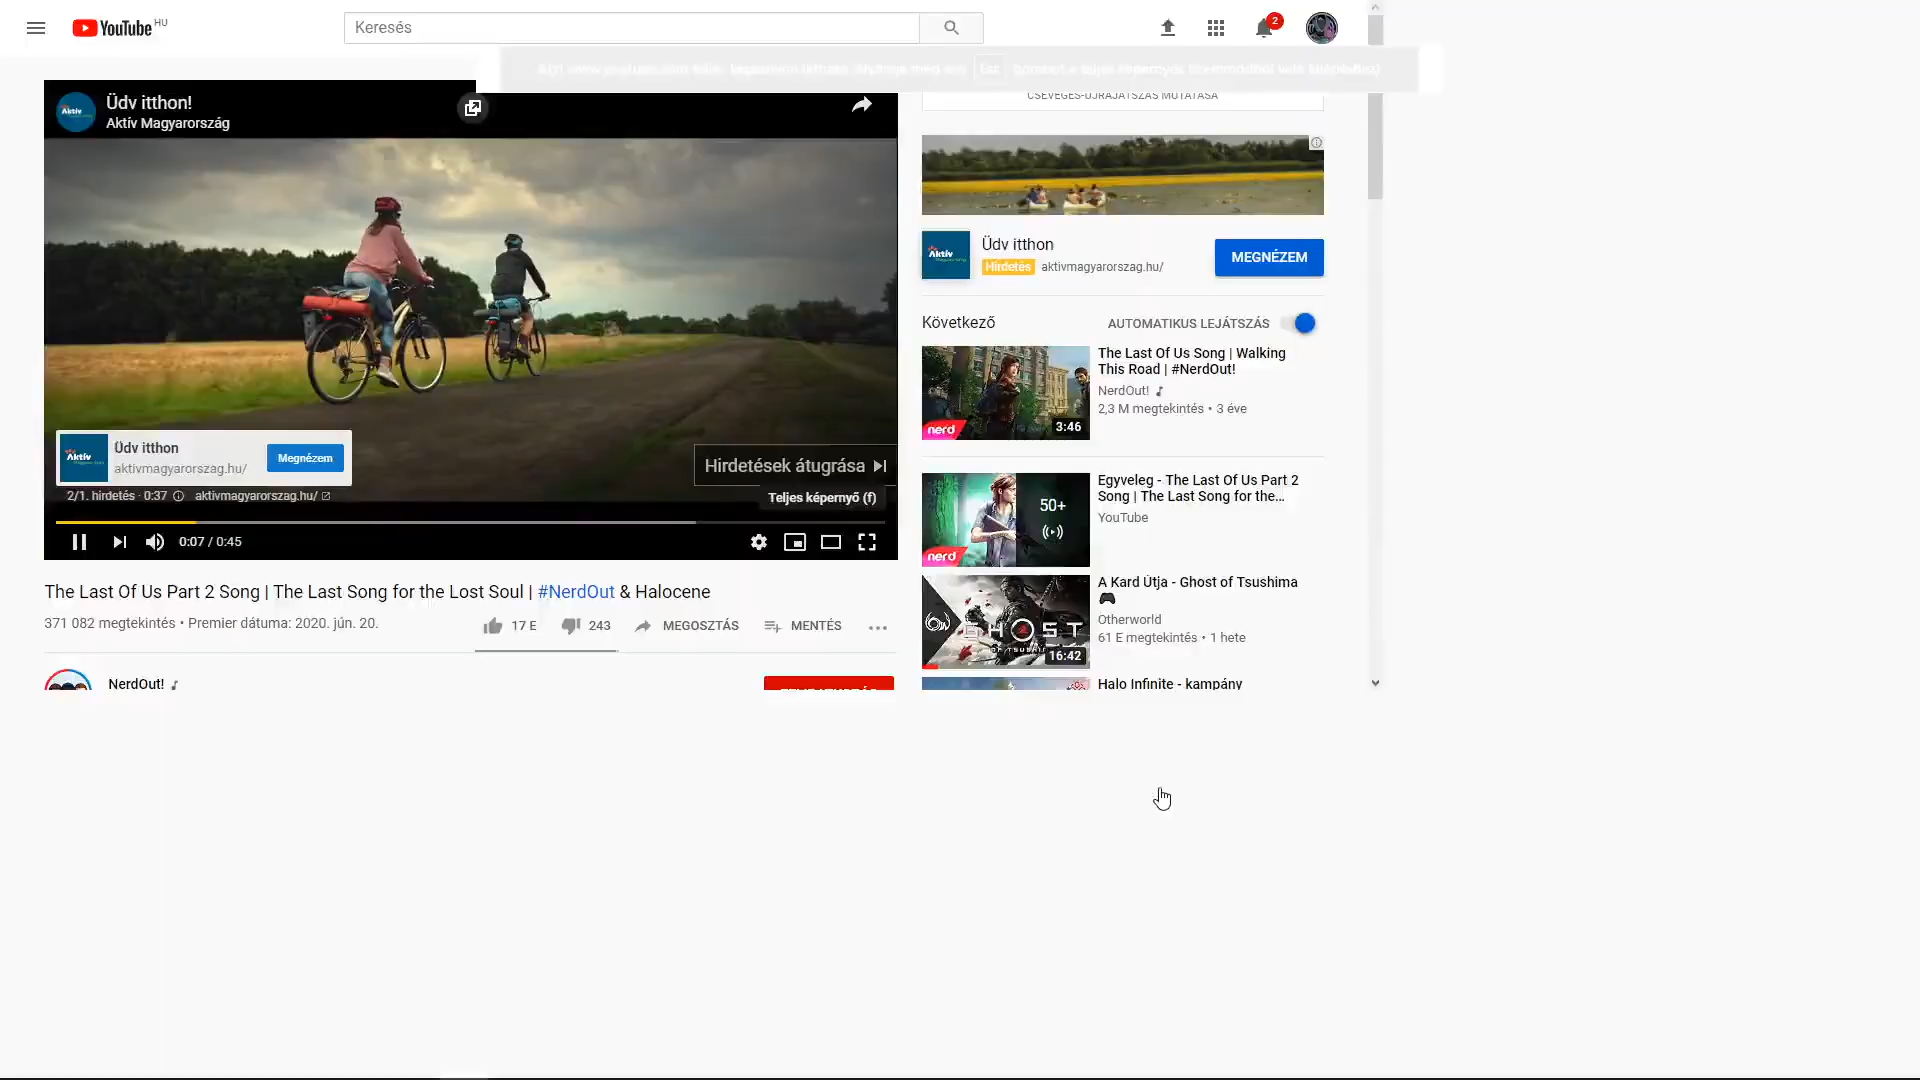 YouTube HU
Keresés
2
Üdv itthon!
Aktív Magyarország
CSEVEGÉS-ÚJRAJÁTSZÁS MUTATÁSA
Aktív
Üdv itthon
Hirdetés aktivmagyarorszag.hu/
MEGNÉZEM
Következő
AUTOMATIKUS LEJÁTSZÁS
The Last Of Us Song | Walking
This Road | #NerdOut!
NerdOut!
2,3 M megtekintés • 3 éve
nerd
3:46
Egyveleg - The Last Of Us Part 2
Song | The Last Song for the...
YouTube
50+
nerd
A Kard Útja - Ghost of Tsushima
Otherworld
61 E megtekintés • 1 hete
GHOST
OF TSUSHIMA
16:42
Halo Infinite - kampány
Aktív
Üdv itthon
aktivmagyarorszag.hu/
Megnézem
Hirdetések átugrása
2/1. hirdetés · 0:37 aktivmagyarorszag.hu/
Teljes képernyő (f)
0:07 / 0:45
The Last Of Us Part 2 Song | The Last Song for the Lost Soul | #NerdOut & Halocene
371 082 megtekintés • Premier dátuma: 2020. jún. 20.
17 E
243
MEGOSZTÁS
MENTÉS
NerdOut!